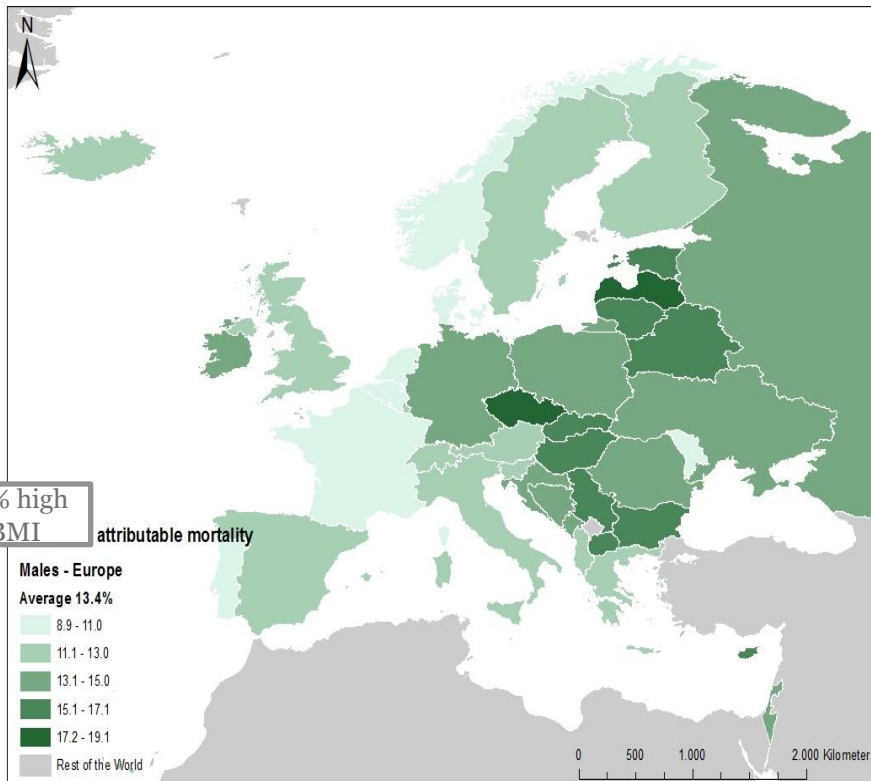 N
% high
BMI
attributable mortality
Males - Europe
Average 13.4%
8.9 - 11.0
11.1 - 13.0
13.1 - 15.0
15.1 - 17.1
17.2 - 19.1
Rest of the World
0 500 1.000 2.000 Kilometer